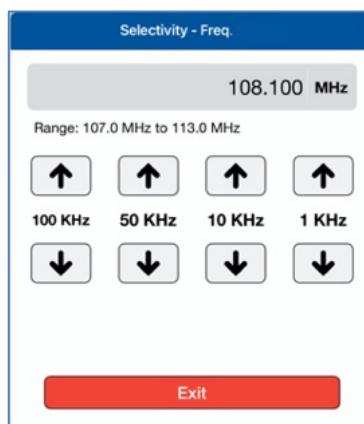 Selectivity - Freq.
108.100 MHz
Range: 107.0 MHz to 113.0 MHz
100 KHz 50 KHz 10 KHz 1 KHz
Exit